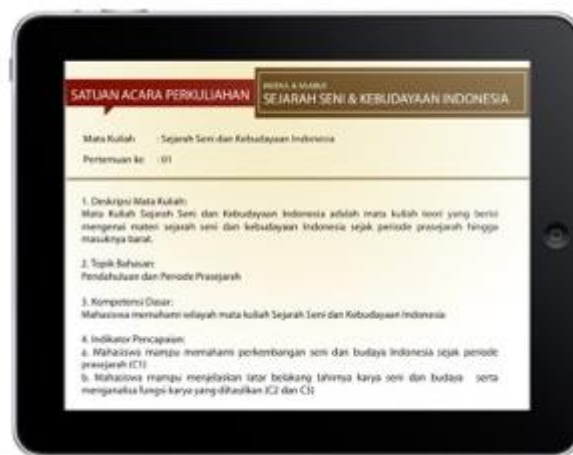 SATUAN ACARA PERKULIAHAN
SEJARAH SENI & KEBUDAYAAN INDONESIA
Mata Kuliah : Sejarah Seni dan Kebudayaan Indonesia
Pertemuan ke : 01
1. Deskripsi Mata Kuliah:
Mata Kuliah Sejarah Seni dan Kebudayaan Indonesia adalah mata kuliah teori yang berisi
mengenai materi sejarah seni dan kebudayaan Indonesia sejak periode prasejarah hingga
masuknya barat.
2. Topik Bahasan:
Pendahuluan dan Periode Prasejarah
3. Kompetensi Dasar:
Mahasiswa memahami wilayah mata kuliah Sejarah Seni dan Kebudayaan Indonesia
4. Indikator Pencapaian:
a. Mahasiswa mampu memahami perkembangan seni dan budaya Indonesia sejak periode
prasejarah (C1)
b. Mahasiswa mampu menjelaskan latar belakang lahirnya karya seni dan budaya serta
menganalisa fungsi karya yang dihasilkan (C2 dan C3)